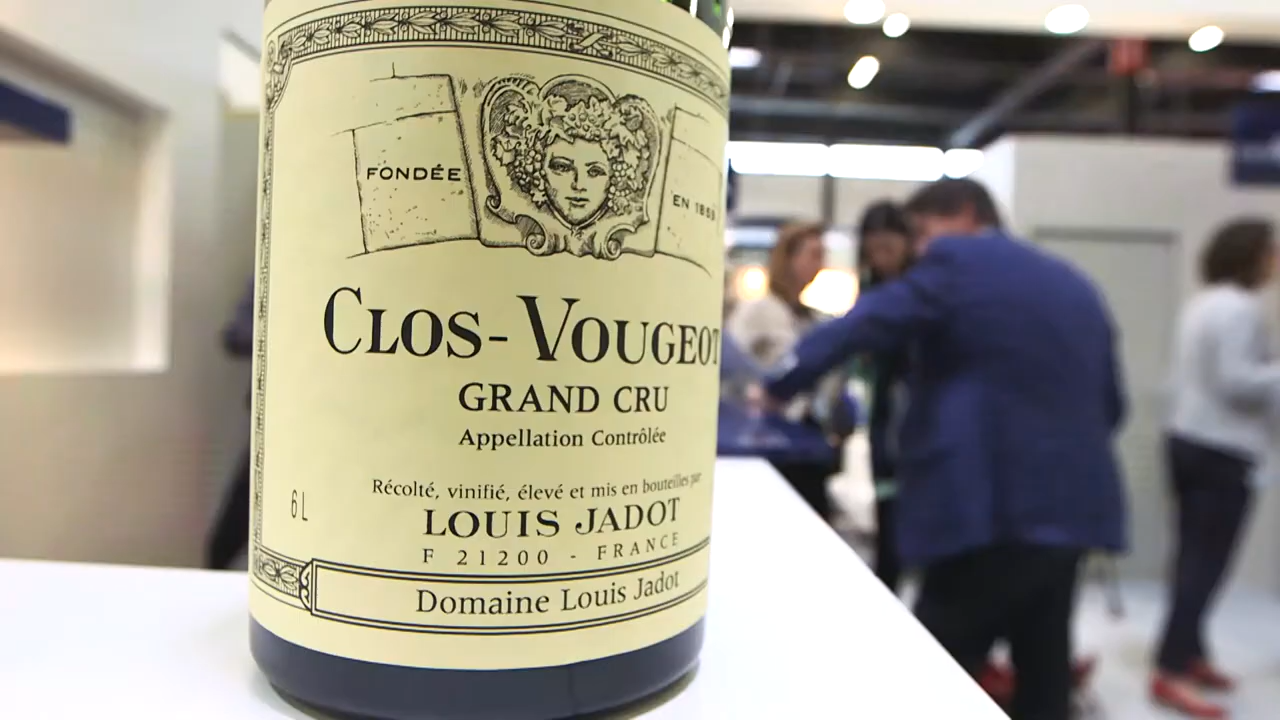 FONDÉE
EN 1859
CLOS-VOUGEOT
GRAND CRU
Appellation Contrôlée
Récolté, vinifié, élevé et mis en bouteilles par
6L
LOUIS JADOT
F 21200 - FRANCE
Domaine Louis Jadot